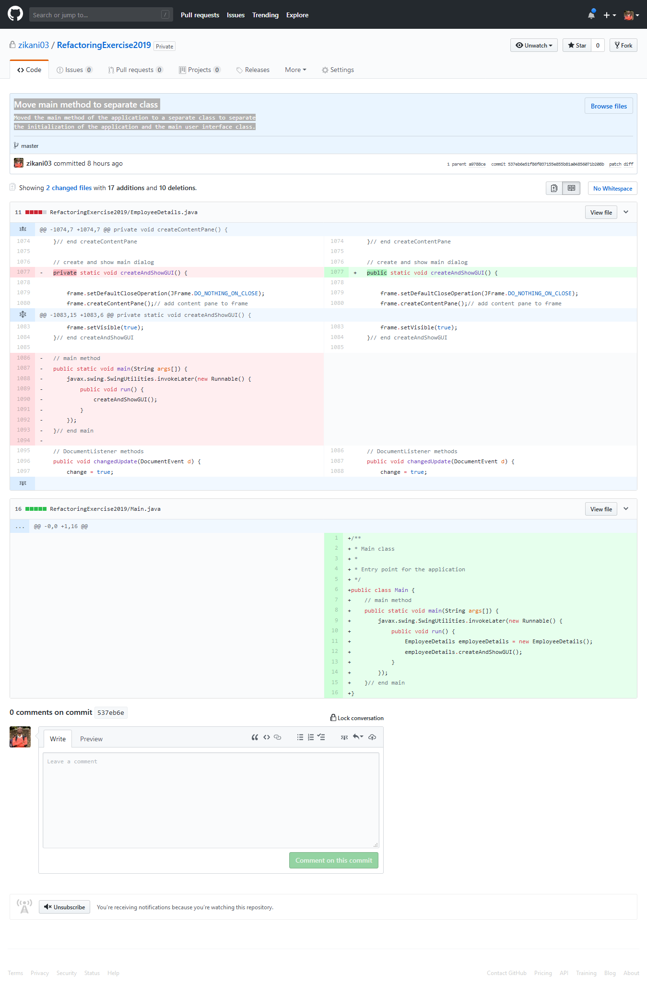 Search or jump to... / Pull requests Issues Trending Explore
zikani03 / RefactoringExercise2019 Private Unwatch Star 0 Fork
Code Issues 0 Pull requests 0 Projects 0 Releases More Settings
Move main method to separate class Browse files
Moved the main method of the application to a separate class to separate
the initialization of the application and the main user interface class.
master
zikani03 committed 8 hours ago 1 parent a9788ce commit 537eb6e51f86f037155e855b81a04856071b208b patch diff
Showing 2 changed files with 17 additions and 10 deletions. No Whitespace
11 RefactoringExercise2019/EmployeeDetails.java View file
@@ -1074,7 +1074,7 @@ private void createContentPane() {
1074 }// end createContentPane 1074 }// end createContentPane
1075 1075
1076 // create and show main dialog 1076 // create and show main dialog
1077 - private static void createAndShowGUI() { 1077 + public static void createAndShowGUI() {
1078 1078
1079 frame.setDefaultCloseOperation(JFrame.DO_NOTHING_ON_CLOSE); 1079 frame.setDefaultCloseOperation(JFrame.DO_NOTHING_ON_CLOSE);
1080 frame.createContentPane();// add content pane to frame 1080 frame.createContentPane();// add content pane to frame
@@ -1083,15 +1083,6 @@ private static void createAndShowGUI() {
1083 frame.setVisible(true); 1083 frame.setVisible(true);
1084 }// end createAndShowGUI 1084 }// end createAndShowGUI
1085 1085
1086 - // main method
1087 - public static void main(String args[]) {
1088 - javax.swing.SwingUtilities.invokeLater(new Runnable() {
1089 - public void run() {
1090 - createAndShowGUI();
1091 - }
1092 - });
1093 - }// end main
1094 -
1095 // DocumentListener methods 1086 // DocumentListener methods
1096 public void changedUpdate(DocumentEvent d) { 1087 public void changedUpdate(DocumentEvent d) {
1097 change = true; 1088 change = true;
16 RefactoringExercise2019/Main.java View file
... @@ -0,0 +1,16 @@
1 +/**
2 + * Main class
3 + *
4 + * Entry point for the application
5 + */
6 +public class Main {
7 + // main method
8 + public static void main(String args[]) {
9 + javax.swing.SwingUtilities.invokeLater(new Runnable() {
10 + public void run() {
11 + EmployeeDetails employeeDetails = new EmployeeDetails();
12 + employeeDetails.createAndShowGUI();
13 + }
14 + });
15 + }// end main
16 +}
0 comments on commit 537eb6e
Lock conversation
Write Preview
Leave a comment
Comment on this commit
Unsubscribe You're receiving notifications because you're watching this repository.
Terms Privacy Security Status Help Contact GitHub Pricing API Training Blog About